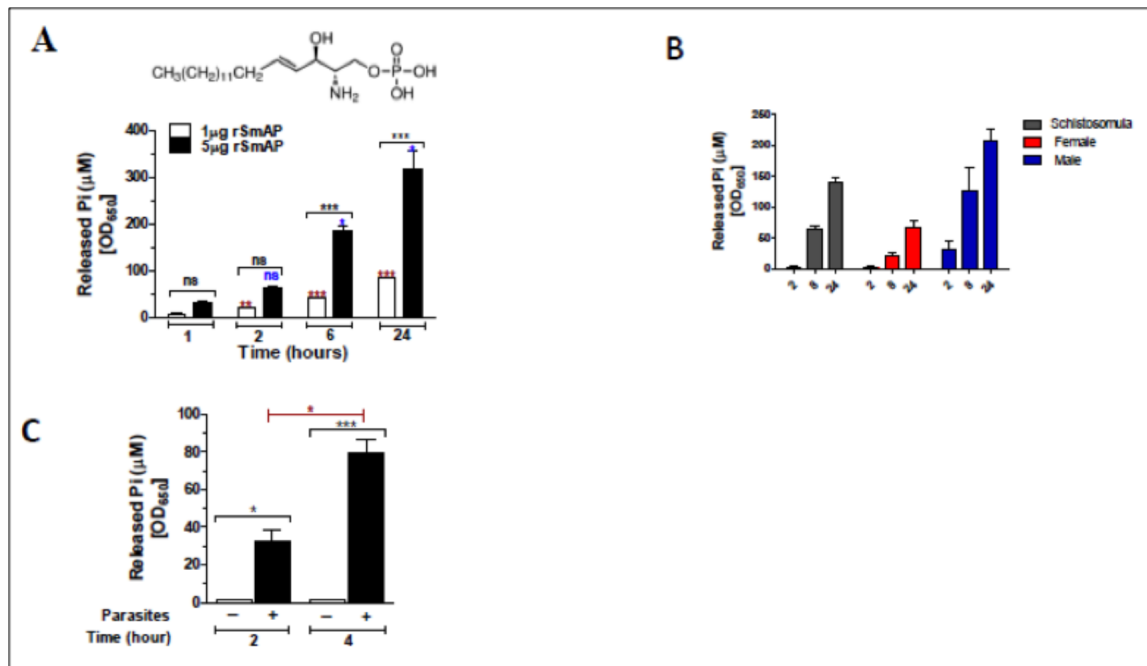 A
OH
CH₃(CH₂)₁₁CH₂
O
O
P
OH
NH₂
OH
1µg rSmAP
5µg rSmAP
Released Pi (µM)
[OD₆₅₀]
400
300
200
100
0
ns
ns
ns
**
***
***
*
***
***
*
1
2
6
24
Time (hours)
B
Released Pi (µM)
[OD₆₅₀]
250
200
150
100
50
0
2
8
24
2
8
24
2
8
24
Schistosomula
Female
Male
C
Released Pi (µM)
[OD₆₅₀]
100
80
60
40
20
0
*
*
***
Parasites – + – +
Time (hour) 2 4